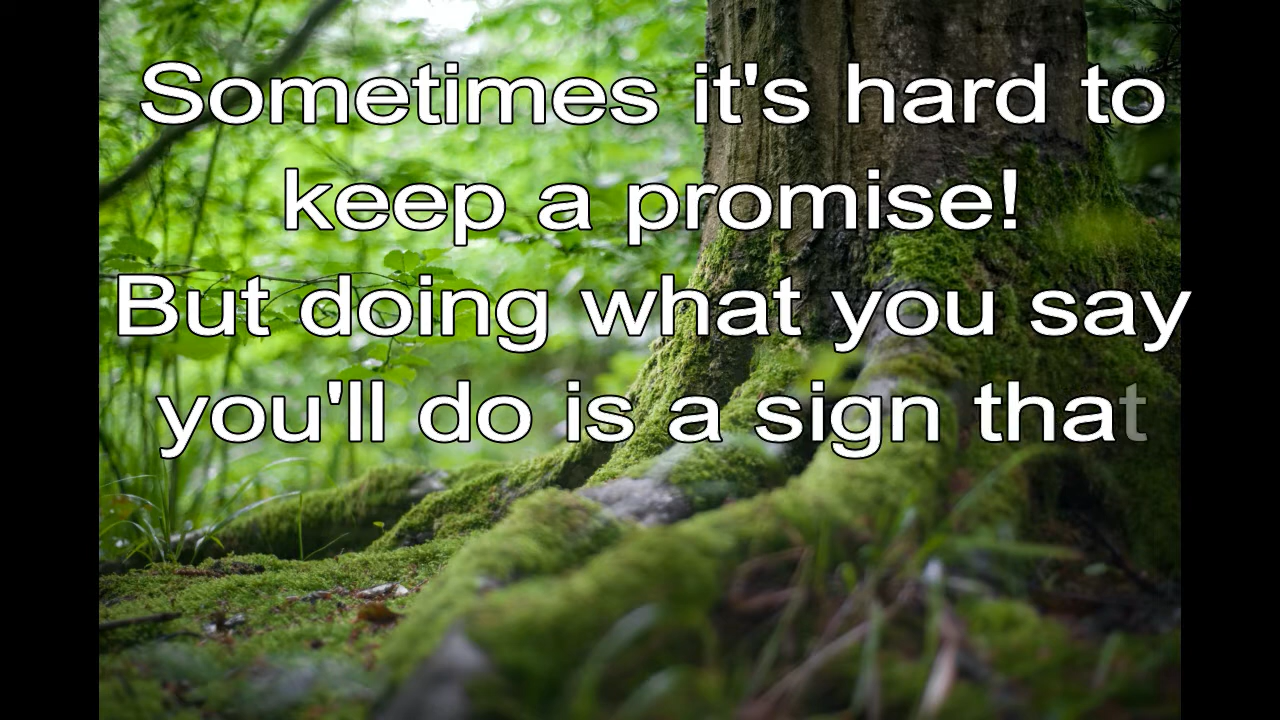 Sometimes it's hard to
keep a promise!
But doing what you say
you'll do is a sign that